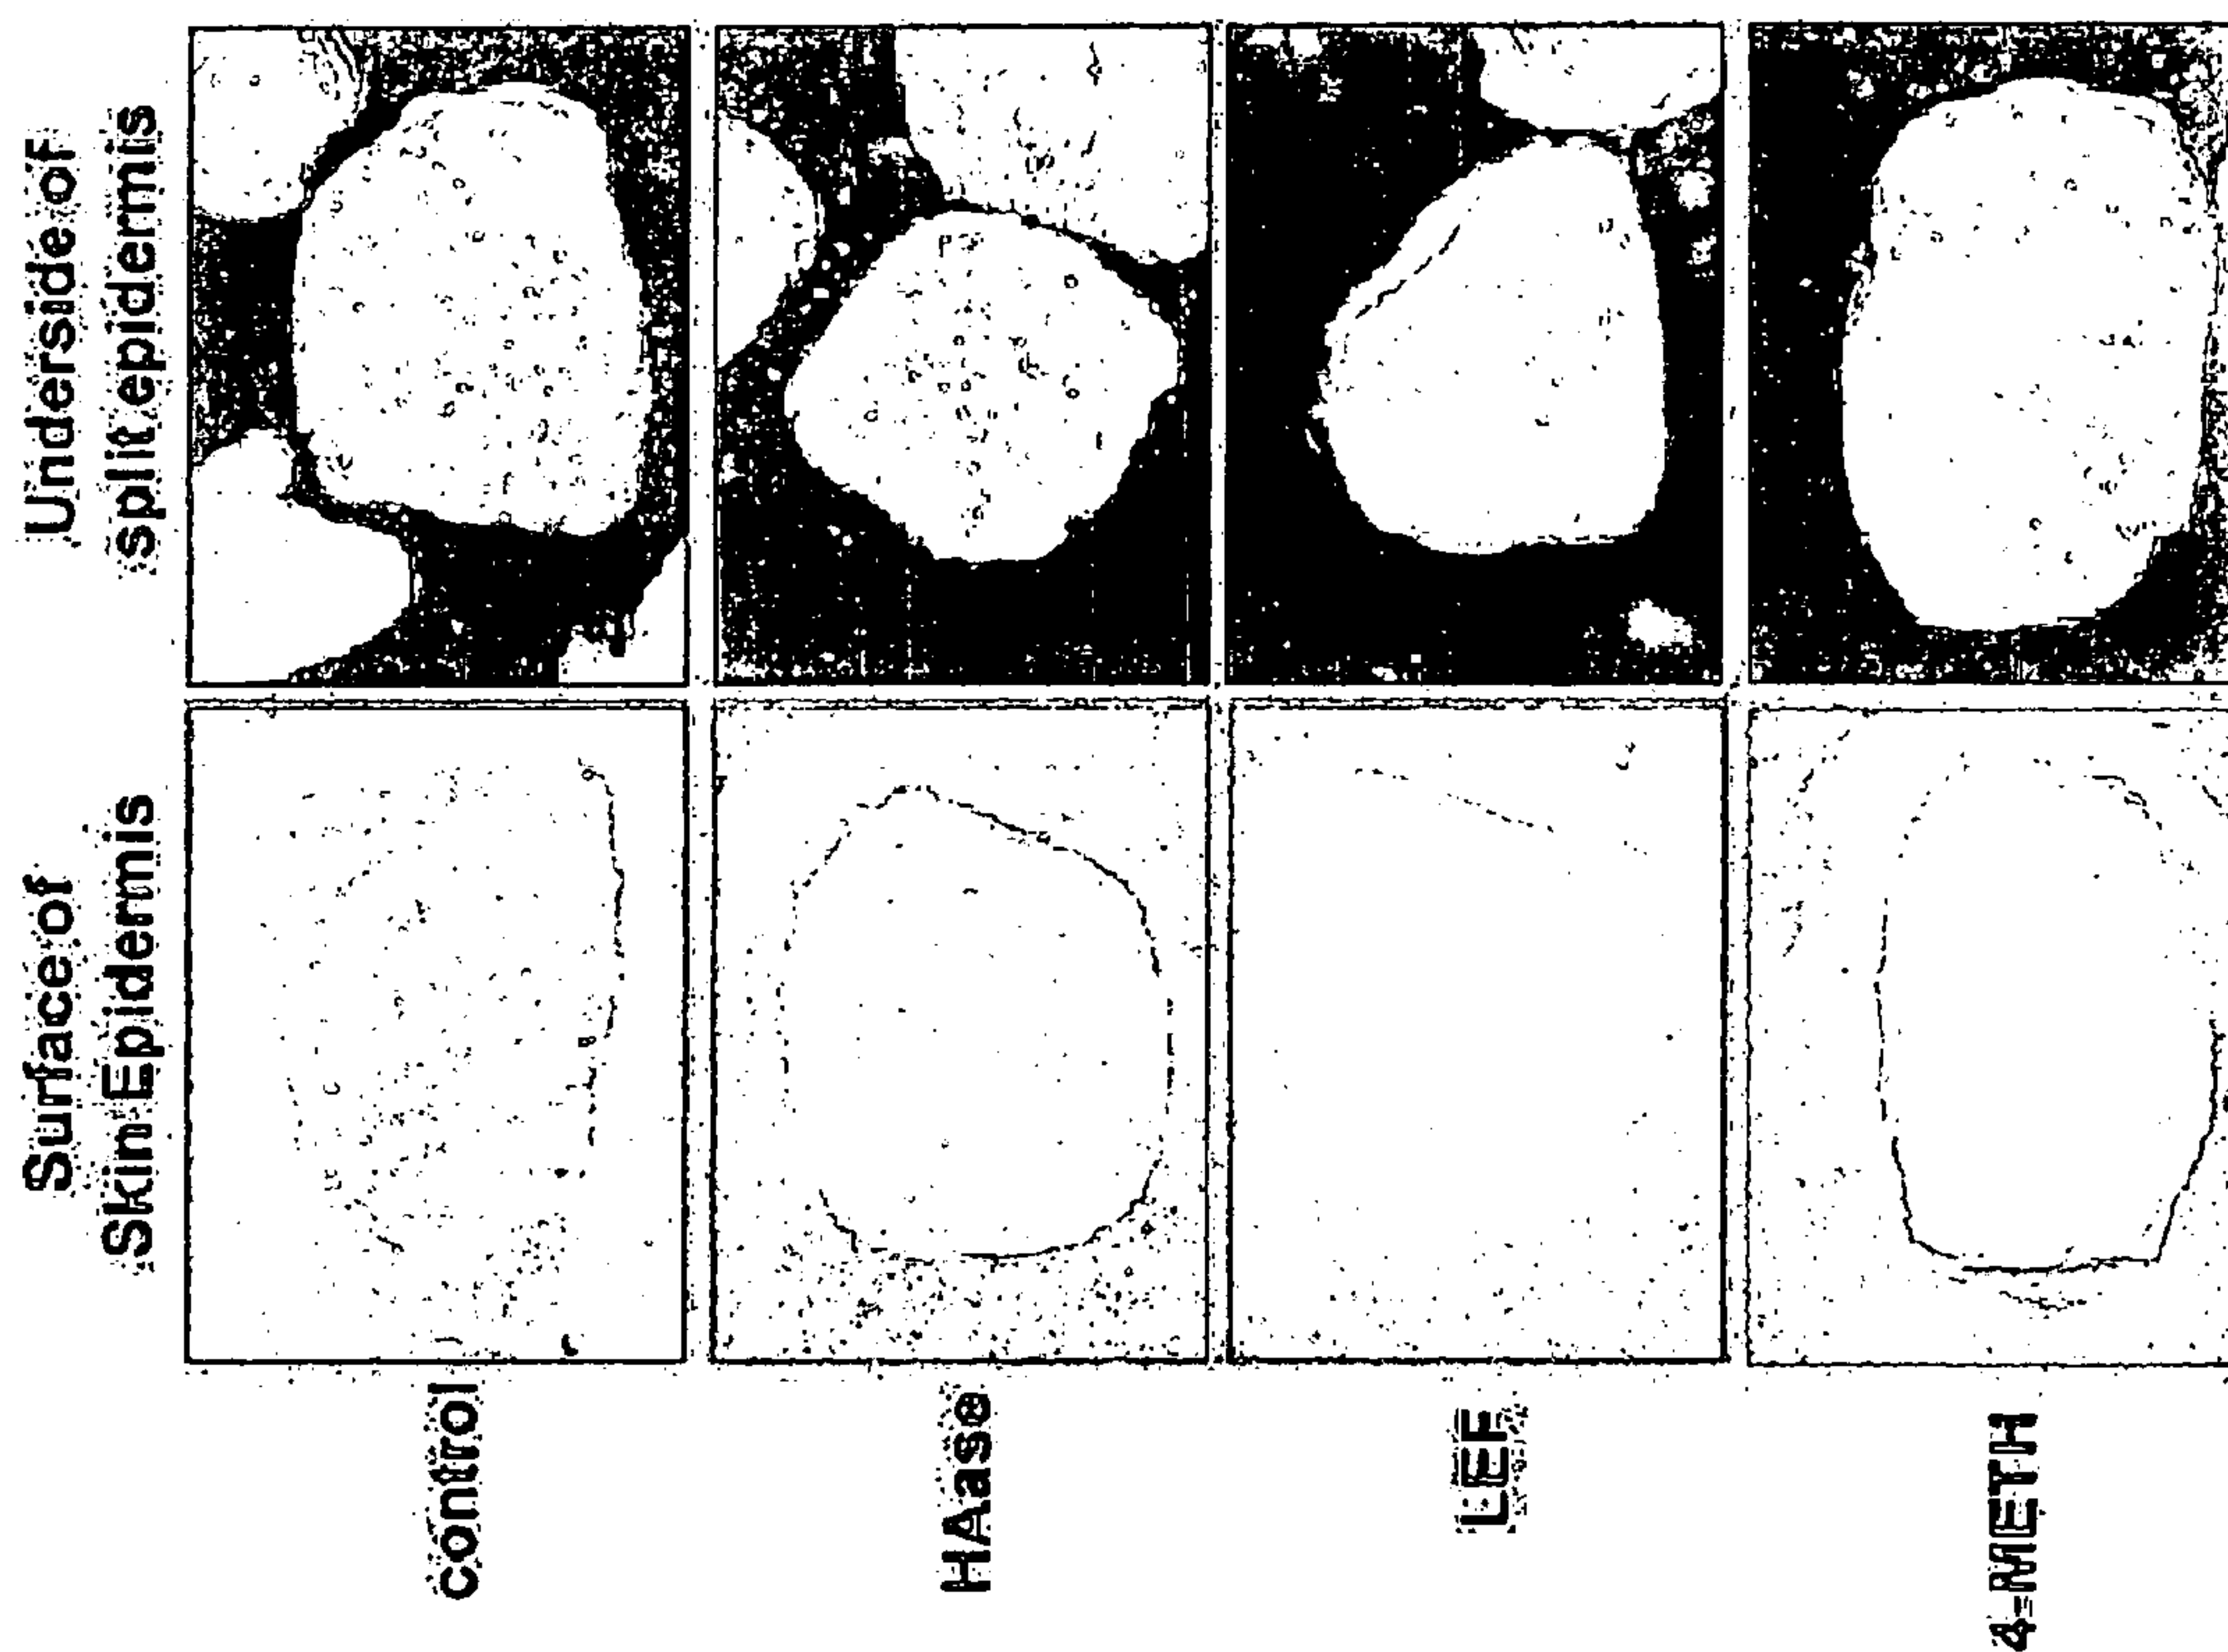 Surface of
Skin Epidermis
Underside of
split epidermis
control
HAase
LEF
4-METH